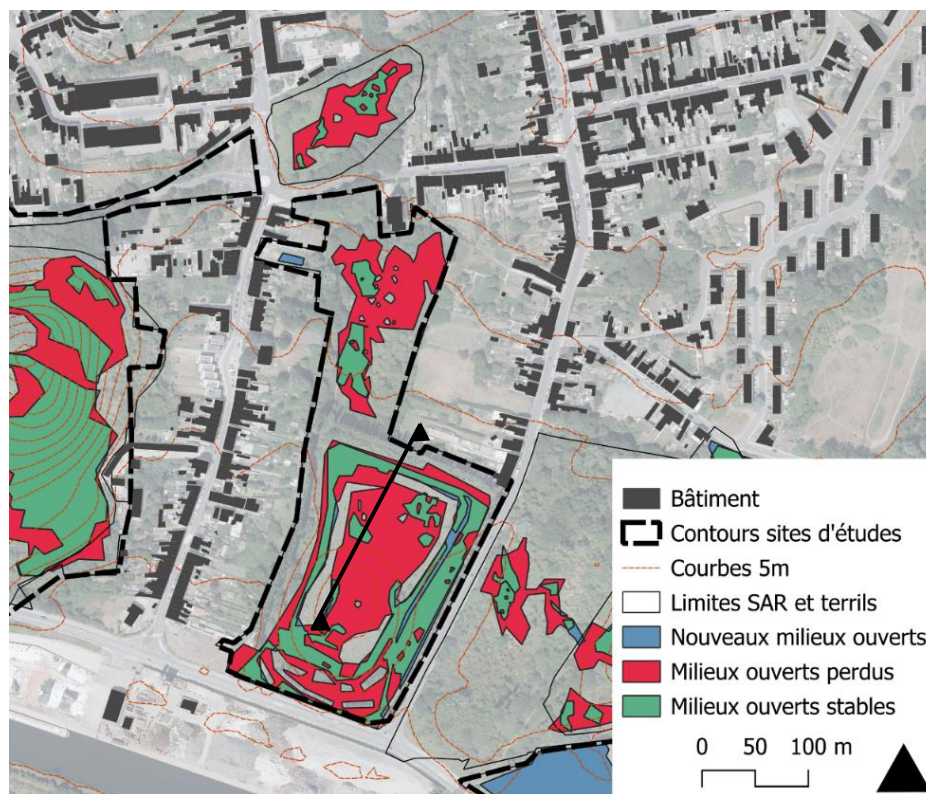 Bâtiment
Contours sites d'études
Courbes 5m
Limites SAR et terrils
Nouveaux milieux ouverts
Milieux ouverts perdus
Milieux ouverts stables
0 50 100 m